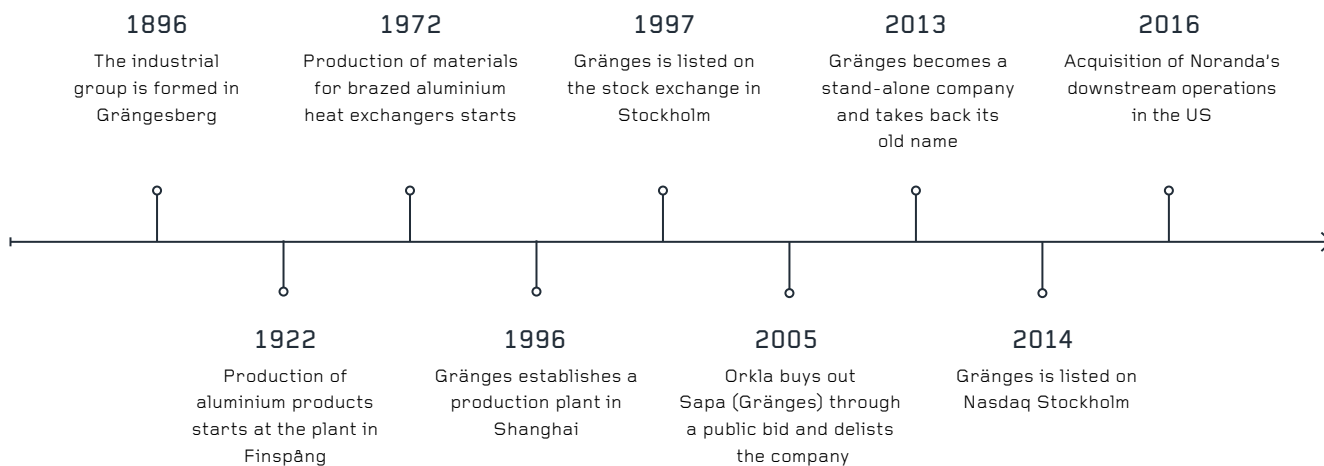 1896
The industrial
group is formed in
Grängesberg
1972
Production of materials
for brazed aluminium
heat exchangers starts
1997
Gränges is listed on
the stock exchange in
Stockholm
2013
Gränges becomes a
stand-alone company
and takes back its
old name
2016
Acquisition of Noranda's
downstream operations
in the US
1922
Production of
aluminium products
starts at the plant in
Finspång
1996
Gränges establishes a
production plant in
Shanghai
2005
Orkla buys out
Sapa (Gränges) through
a public bid and delists
the company
2014
Gränges is listed on
Nasdaq Stockholm